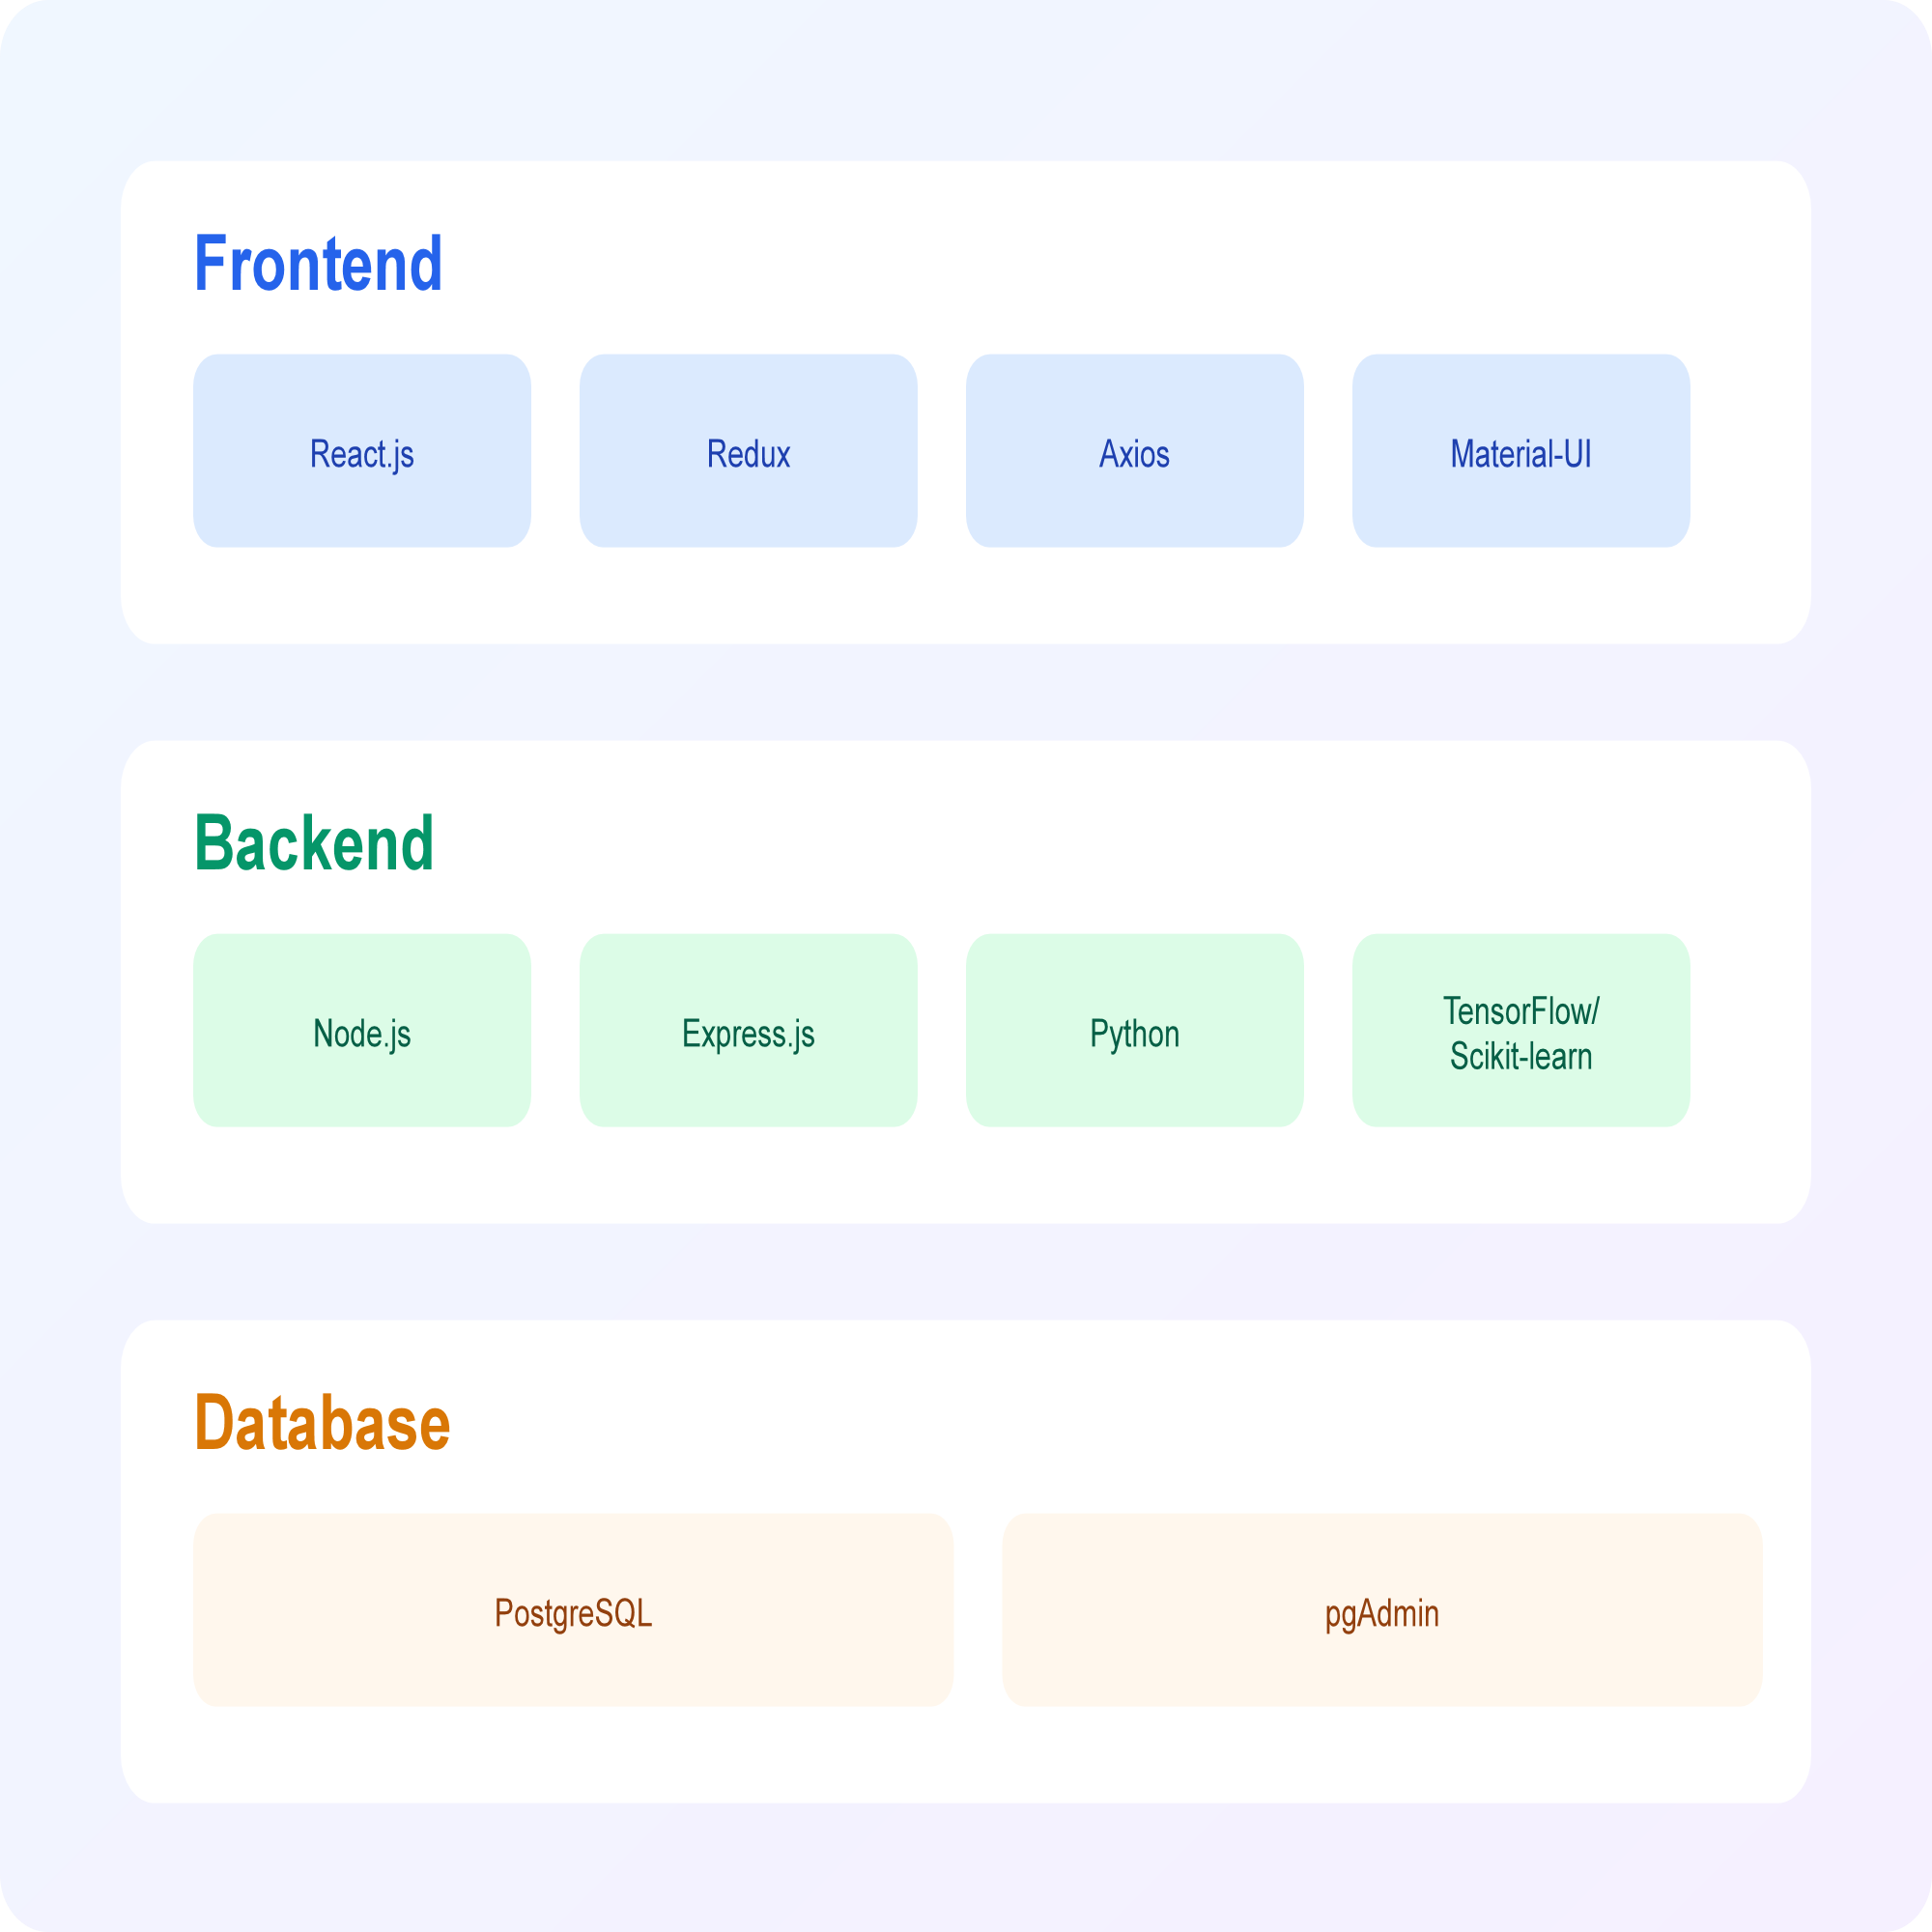 Frontend
React.js
Redux
Axios
Material-UI
Backend
Node.js
Express.js
Python
TensorFlow/
Scikit-learn
Database
PostgreSQL
pgAdmin